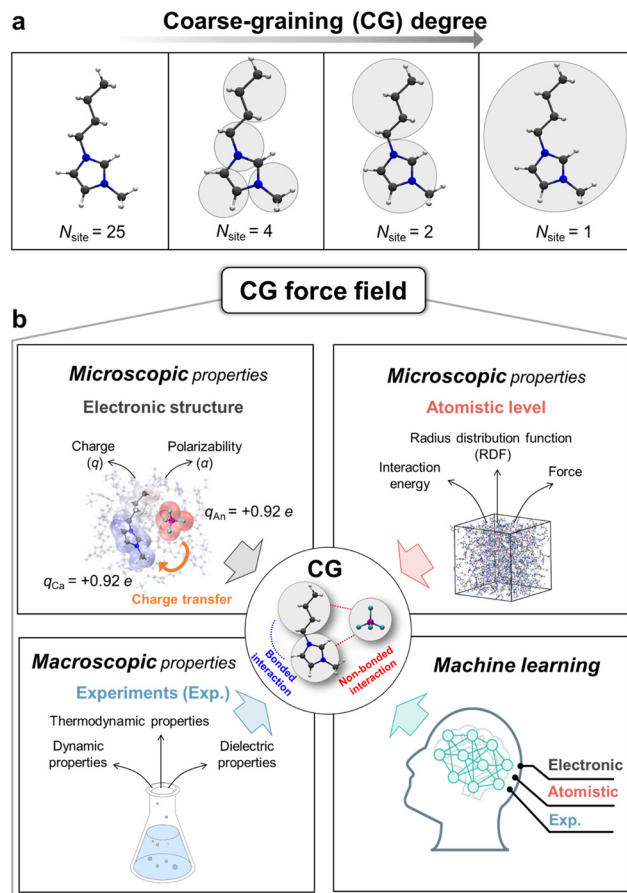 a
Coarse-graining (CG) degree
Nsite = 25
Nsite = 4
Nsite = 2
Nsite = 1
CG force field
b
Microscopic properties
Electronic structure
Charge
(q)
Polarizability
(α)
qAn = +0.92 e
qCa = +0.92 e
Charge transfer
Microscopic properties
Atomistic level
Radius distribution function
(RDF)
Interaction
energy
Force
CG
Bonded
interaction
Non-bonded
interaction
Macroscopic properties
Experiments (Exp.)
Thermodynamic properties
Dynamic
properties
Dielectric
properties
Machine learning
Electronic
Atomistic
Exp.